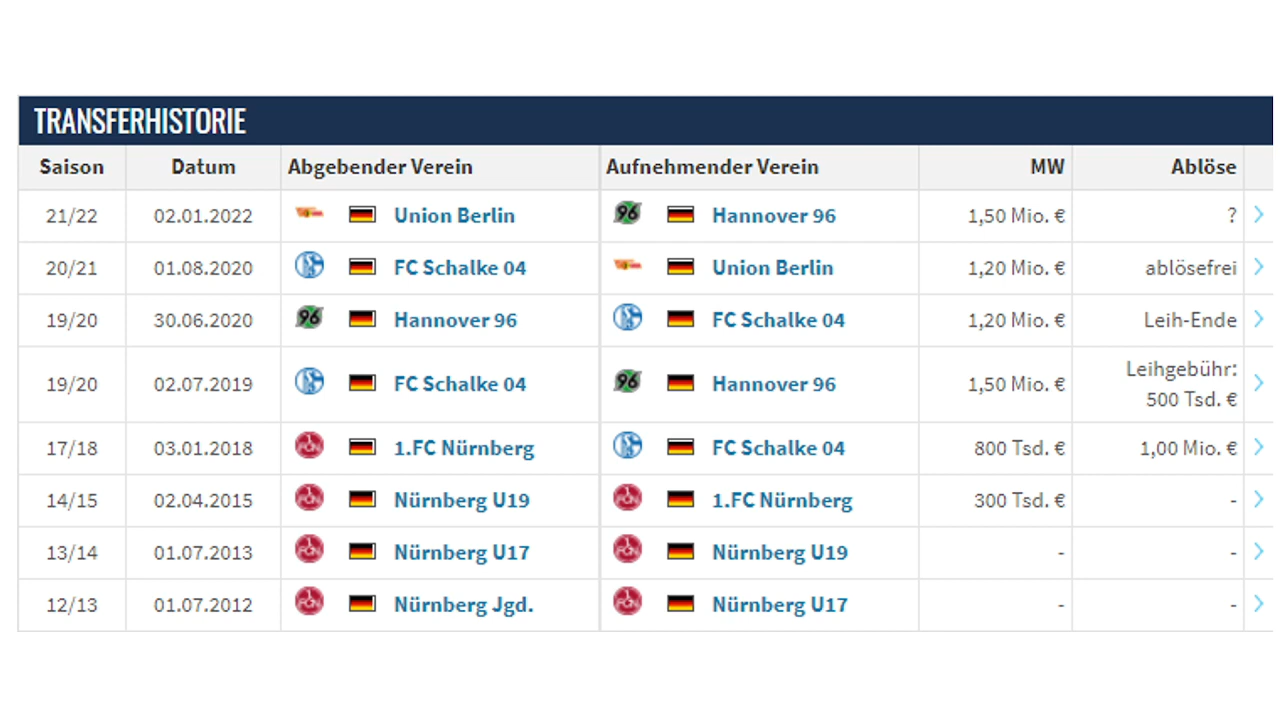 TRANSFERHISTORIE
Saison Datum Abgebender Verein Aufnehmender Verein MW Ablöse
21/22 02.01.2022 Union Berlin 96 Hannover 96 1,50 Mio. € ?
20/21 01.08.2020 FC Schalke 04 Union Berlin 1,20 Mio. € ablösefrei
19/20 30.06.2020 96 Hannover 96 FC Schalke 04 1,20 Mio. € Leih-Ende
19/20 02.07.2019 FC Schalke 04 96 Hannover 96 1,50 Mio. € Leihgebühr:
500 Tsd. €
17/18 03.01.2018 1.FC Nürnberg FC Schalke 04 800 Tsd. € 1,00 Mio. €
14/15 02.04.2015 Nürnberg U19 1.FC Nürnberg 300 Tsd. € -
13/14 01.07.2013 Nürnberg U17 Nürnberg U19 - -
12/13 01.07.2012 Nürnberg Jgd. Nürnberg U17 - -